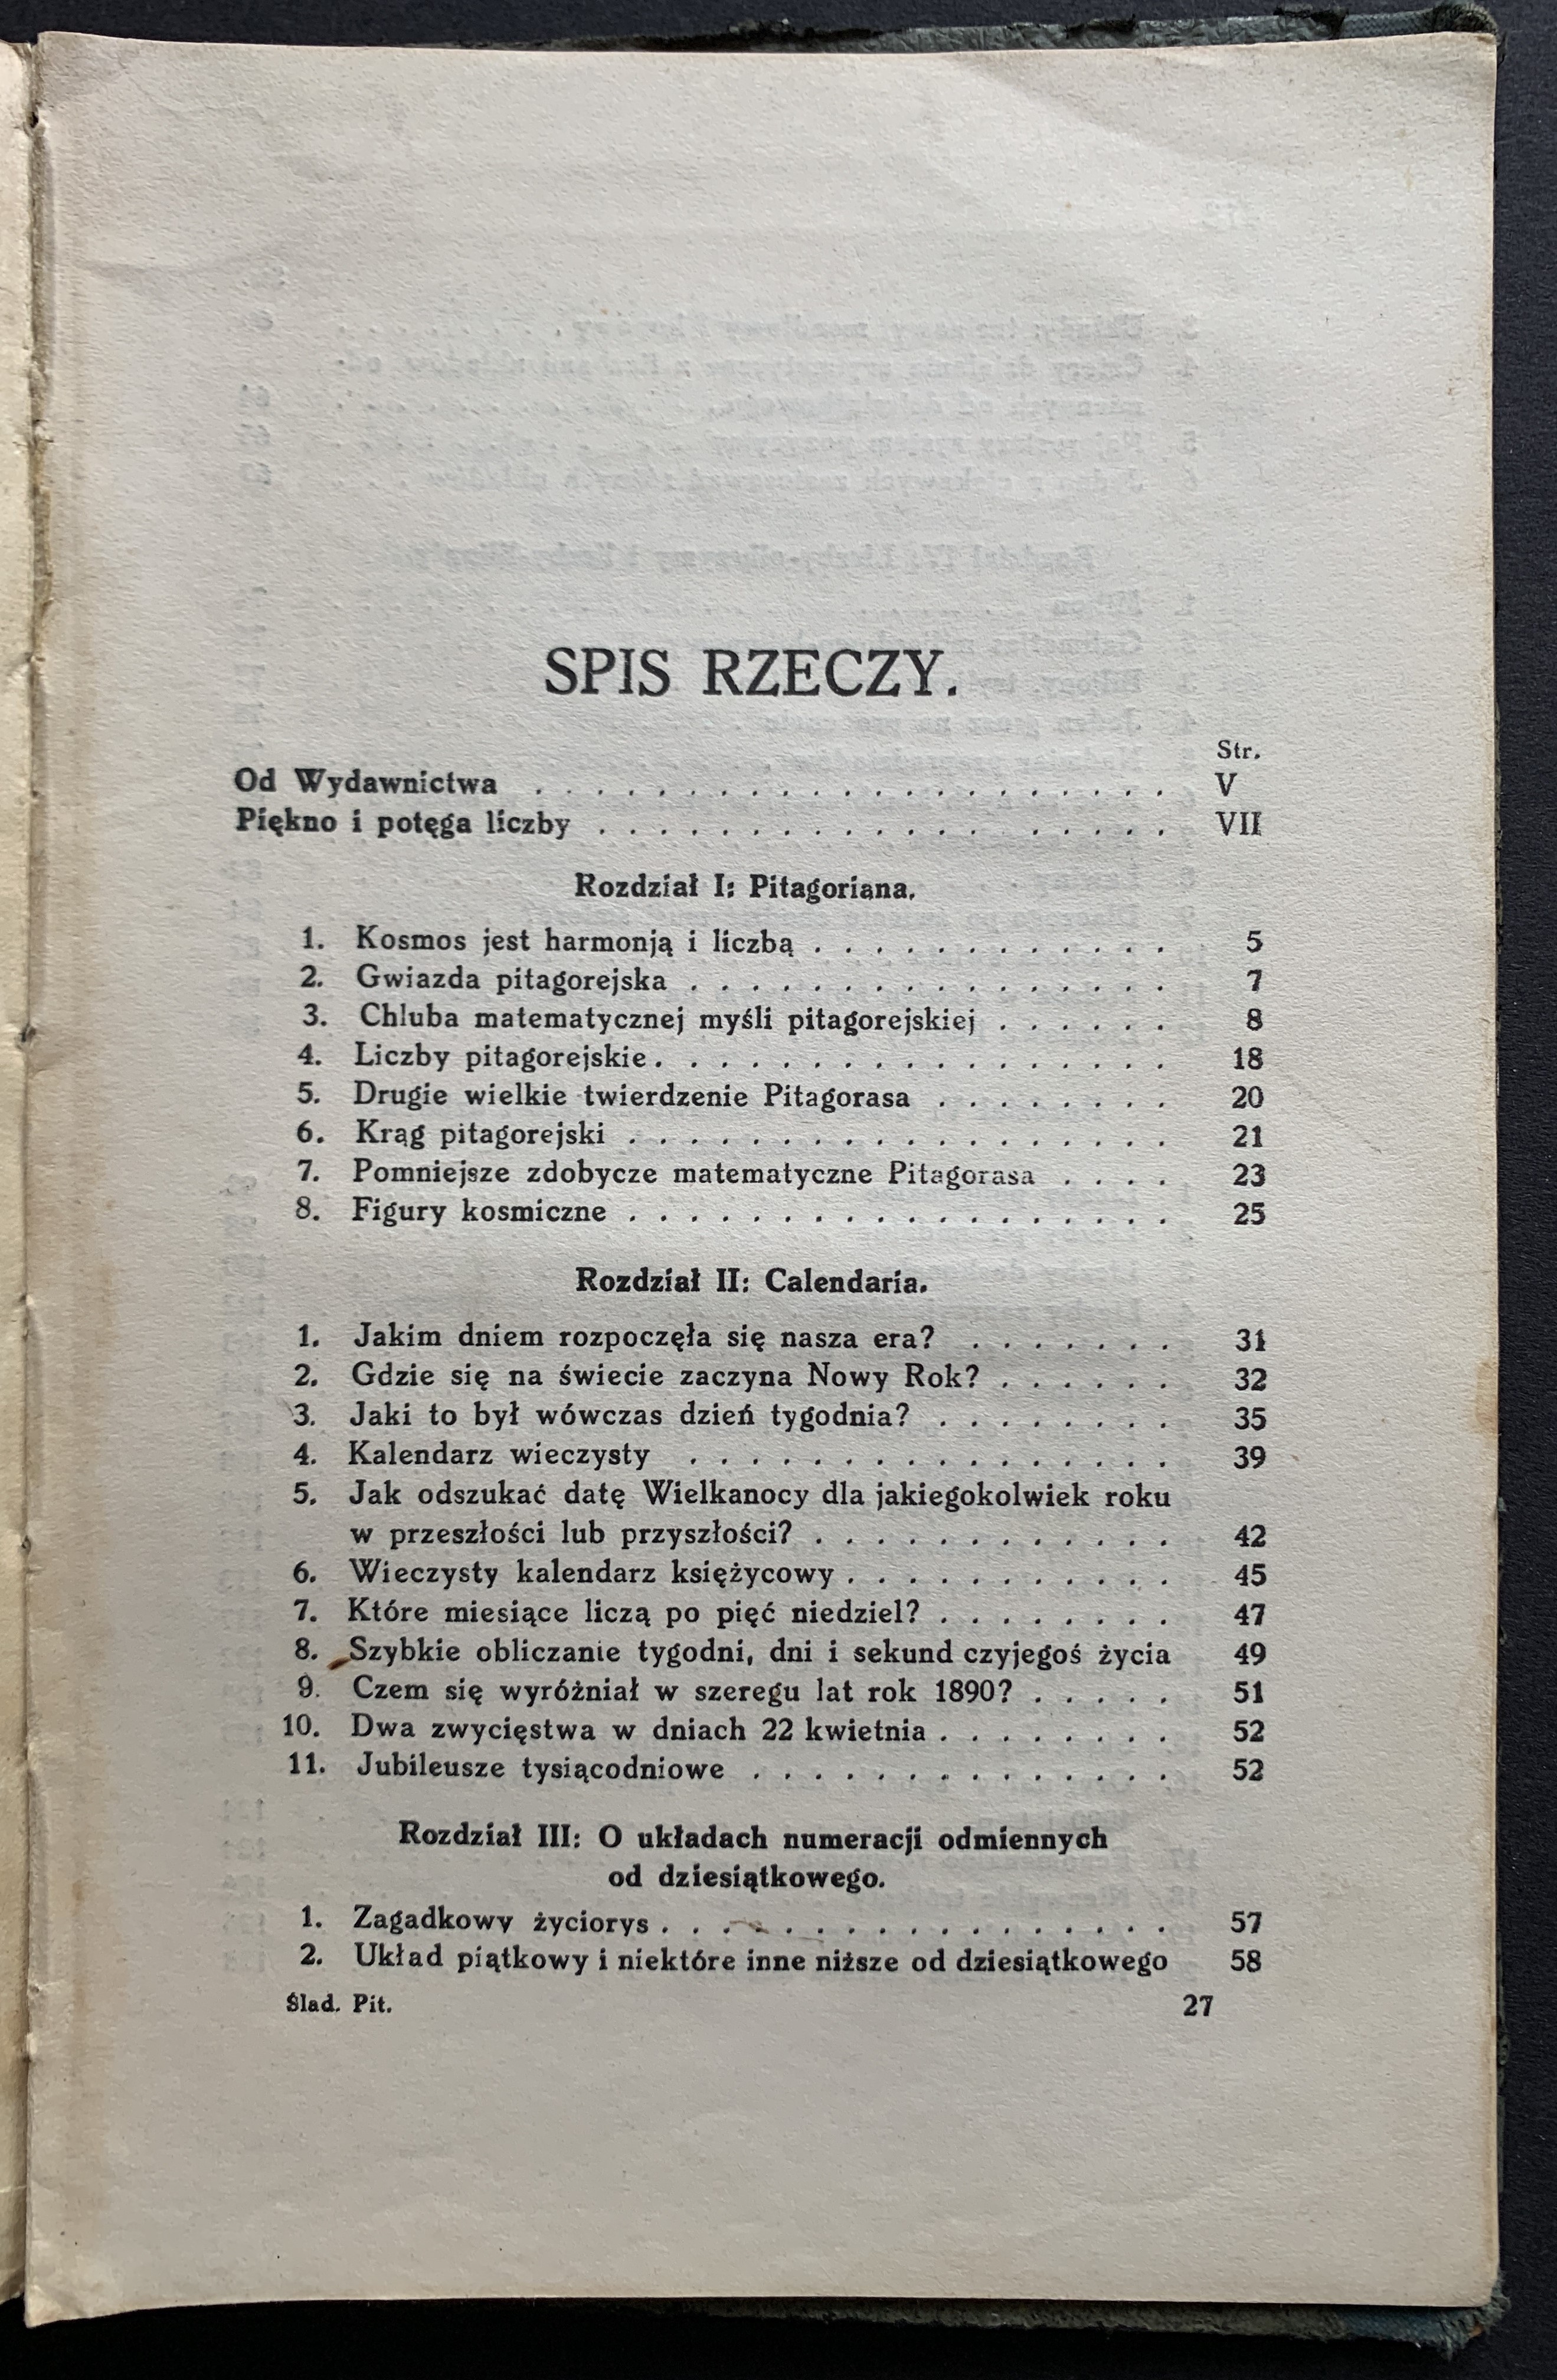 SPIS RZECZY.
Str.
Od Wydawnictwa . . . . . . . . . . . . . . . . . . . . . V
Piękno i potęga liczby . . . . . . . . . . . . . . . . . . VII
Rozdział I: Pitagoriana.
1. Kosmos jest harmonją i liczbą . . . . . . . . . . . . 5
2. Gwiazda pitagorejska . . . . . . . . . . . . . . . . 7
3. Chluba matematycznej myśli pitagorejskiej . . . . . . 8
4. Liczby pitagorejskie . . . . . . . . . . . . . . . . . 18
5. Drugie wielkie twierdzenie Pitagorasa . . . . . . . . 20
6. Krąg pitagorejski . . . . . . . . . . . . . . . . . . 21
7. Pomniejsze zdobycze matematyczne Pitagorasa . . . . 23
8. Figury kosmiczne . . . . . . . . . . . . . . . . . . 25
Rozdział II: Calendaria.
1. Jakim dniem rozpoczęła się nasza era? . . . . . . . 31
2. Gdzie się na świecie zaczyna Nowy Rok? . . . . . . 32
3. Jaki to był wówczas dzień tygodnia? . . . . . . . . 35
4. Kalendarz wieczysty . . . . . . . . . . . . . . . . 39
5. Jak odszukać datę Wielkanocy dla jakiegokolwiek roku
w przeszłości lub przyszłości? . . . . . . . . . . . . 42
6. Wieczysty kalendarz księżycowy . . . . . . . . . . . 45
7. Które miesiące liczą po pięć niedziel? . . . . . . . . 47
8. Szybkie obliczanie tygodni, dni i sekund czyjegoś życia 49
9. Czem się wyróżniał w szeregu lat rok 1890? . . . . . 51
10. Dwa zwycięstwa w dniach 22 kwietnia . . . . . . . . 52
11. Jubileusze tysiącodniowe . . . . . . . . . . . . . . 52
Rozdział III: O układach numeracji odmiennych
od dziesiątkowego.
1. Zagadkowy życiorys . . . . . . . . . . . . . . . . . 57
2. Układ piątkowy i niektóre inne niższe od dziesiątkowego 58
Ślad. Pit. 27